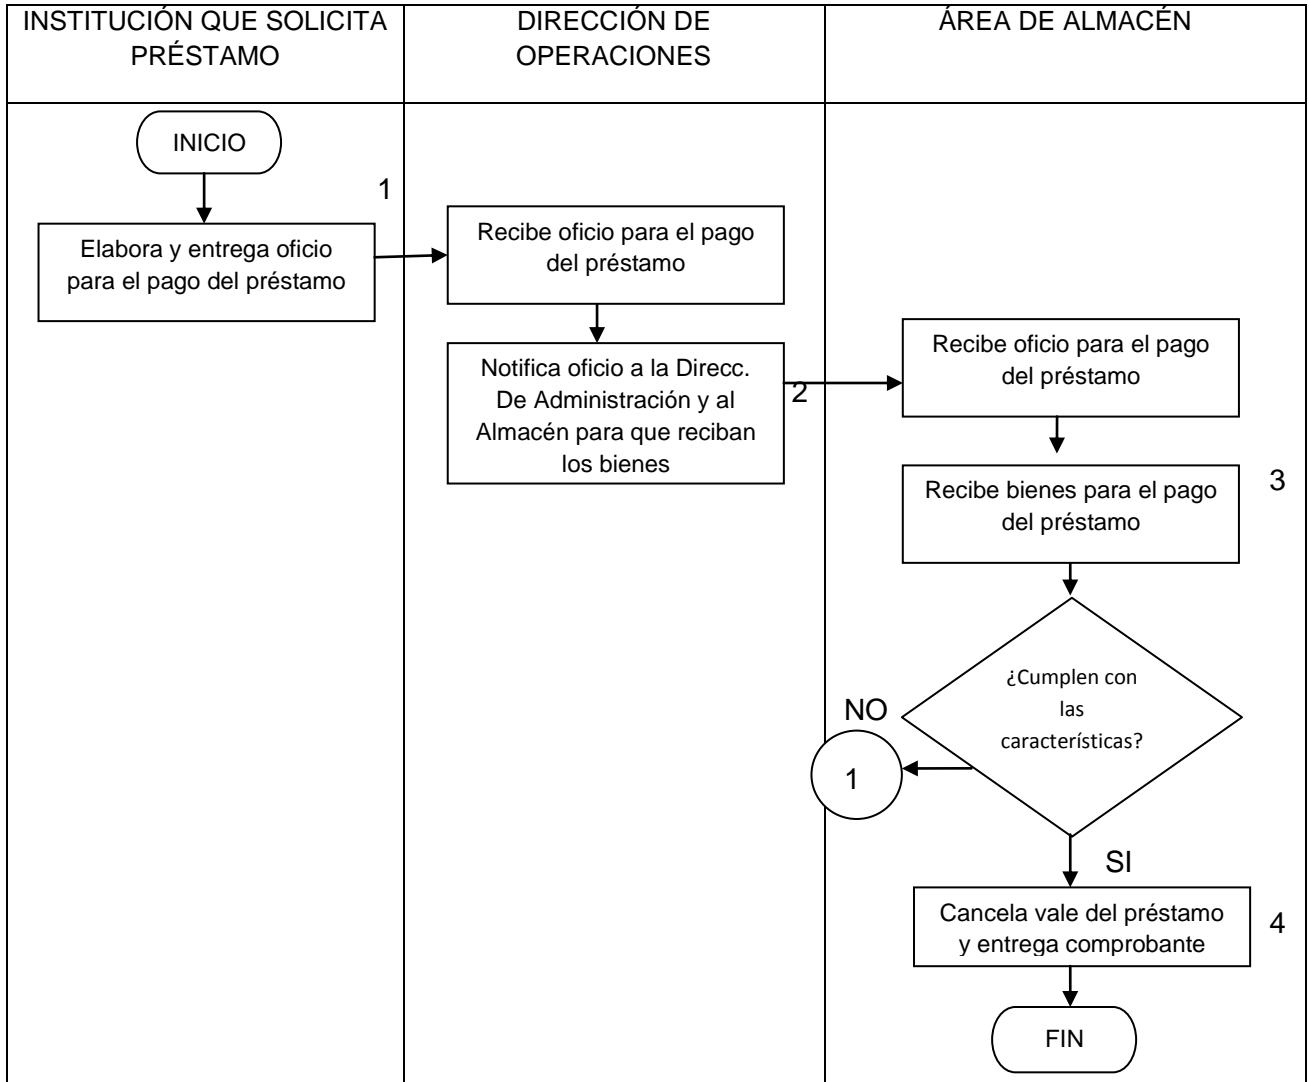 INSTITUCIÓN QUE SOLICITA
PRÉSTAMO
DIRECCIÓN DE
OPERACIONES
ÁREA DE ALMACÉN
INICIO
1
Elabora y entrega oficio
para el pago del préstamo
Recibe oficio para el pago
del préstamo
Notifica oficio a la Direcc.
De Administración y al
Almacén para que reciban
los bienes
2
Recibe oficio para el pago
del préstamo
Recibe bienes para el pago
del préstamo
3
¿Cumplen con
las
características?
NO
1
SI
Cancela vale del préstamo
y entrega comprobante
4
FIN